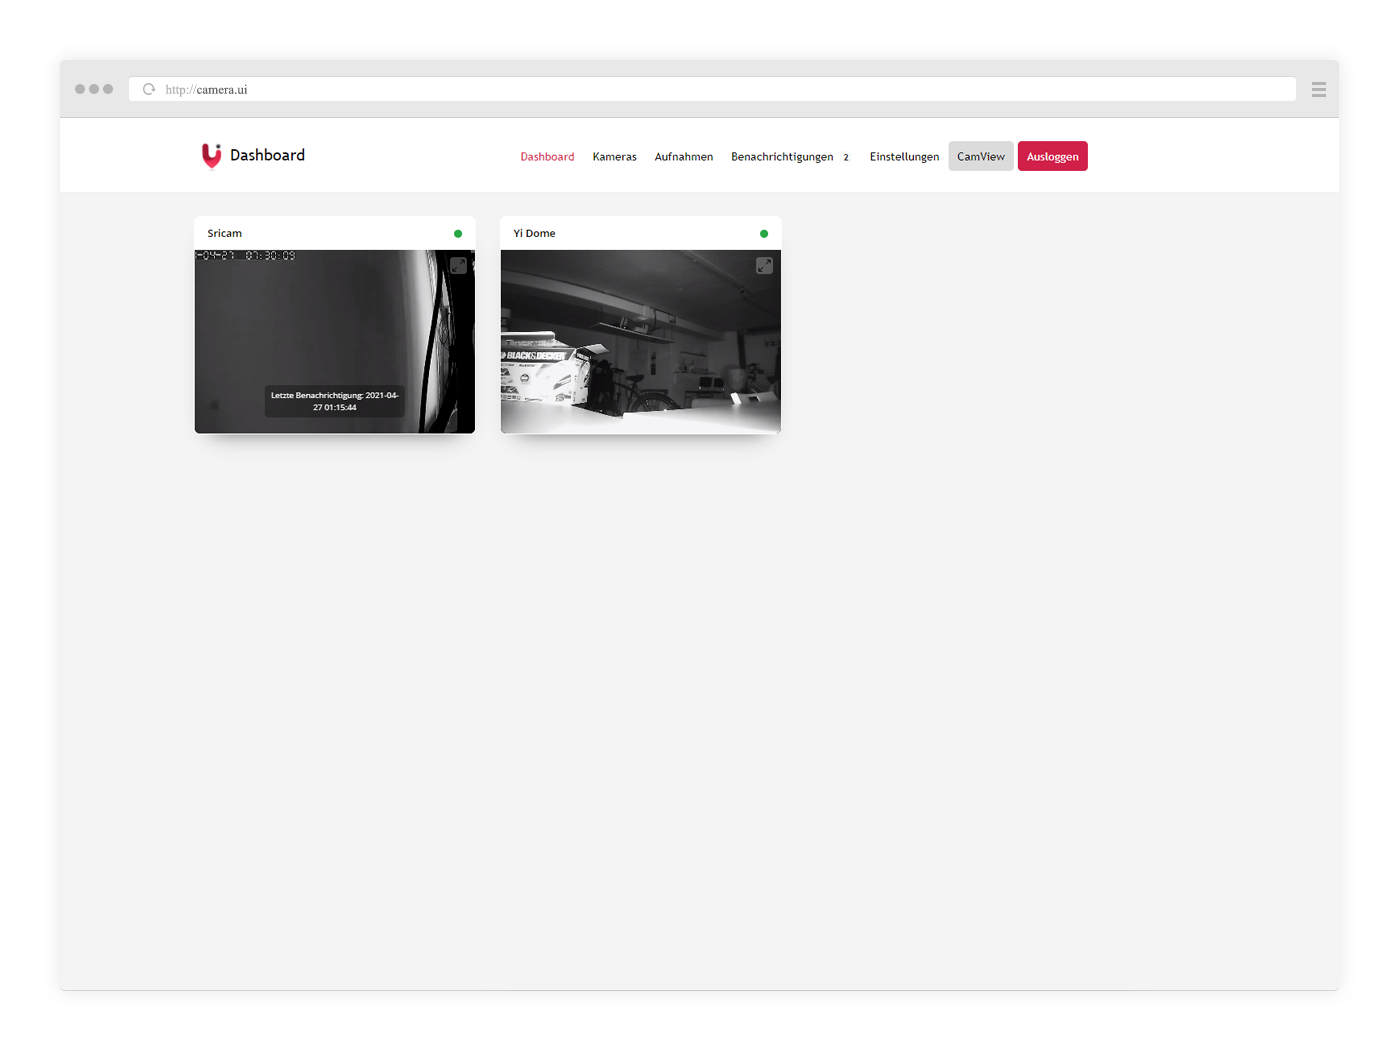 http://camera.ui
Dashboard
Dashboard Kameras Aufnahmen Benachrichtigungen 2 Einstellungen CamView Ausloggen
Sricam
Yi Dome
-04-27 07:30:09
Letzte Benachrichtigung: 2021-04-
27 01:15:44
BLACK&DECKER